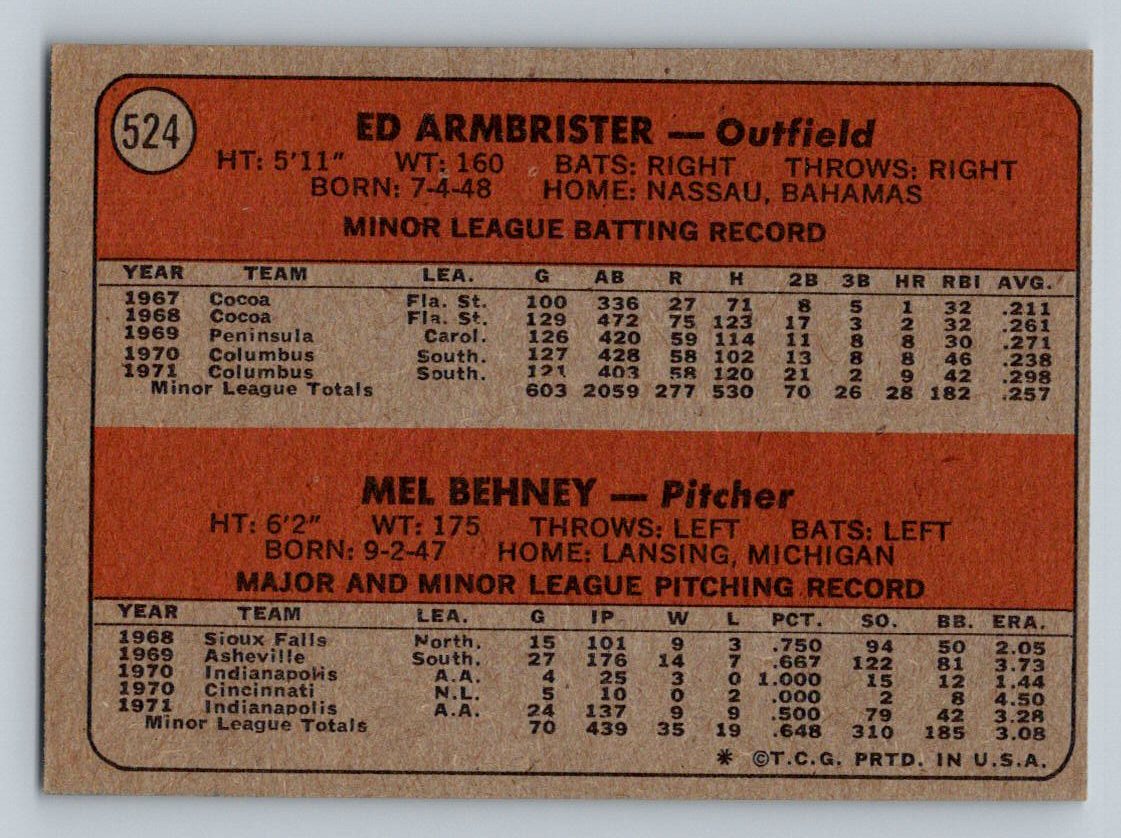 524
ED ARMBRISTER — Outfield
HT: 5'11" WT: 160 BATS: RIGHT THROWS: RIGHT
BORN: 7-4-48 HOME: NASSAU, BAHAMAS
MINOR LEAGUE BATTING RECORD
YEAR TEAM LEA. G AB R H 2B 3B HR RBI AVG.
1967 Cocoa Fla. St. 100 336 27 71 8 5 1 32 .211
1968 Cocoa Fla. St. 129 472 75 123 17 3 2 32 .261
1969 Peninsula Carol. 126 420 59 114 11 8 8 30 .271
1970 Columbus South. 127 428 58 102 13 8 8 46 .238
1971 Columbus South. 121 403 58 120 21 2 9 42 .298
Minor League Totals 603 2059 277 530 70 26 28 182 .257
MEL BEHNEY — Pitcher
HT: 6'2" WT: 175 THROWS: LEFT BATS: LEFT
BORN: 9-2-47 HOME: LANSING, MICHIGAN
MAJOR AND MINOR LEAGUE PITCHING RECORD
YEAR TEAM LEA. G IP W L PCT. SO. BB. ERA.
1968 Sioux Falls North. 15 101 9 3 .750 94 50 2.05
1969 Asheville South. 27 176 14 7 .667 122 81 3.73
1970 Indianapolis A.A. 4 25 3 0 1.000 15 12 1.44
1970 Cincinnati N.L. 5 10 0 2 .000 2 8 4.50
1971 Indianapolis A.A. 24 137 9 9 .500 79 42 3.28
Minor League Totals 70 439 35 19 .648 310 185 3.08
* ©T.C.G. PRTD. IN U.S.A.